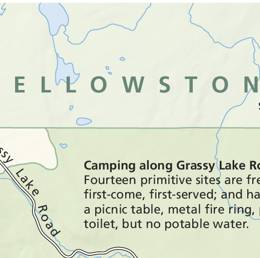 ELLOWSTON
Camping along Grassy Lake Ro
Fourteen primitive sites are fre
first-come, first-served; and ha
a picnic table, metal fire ring,
toilet, but no potable water.
ssy Lake Road